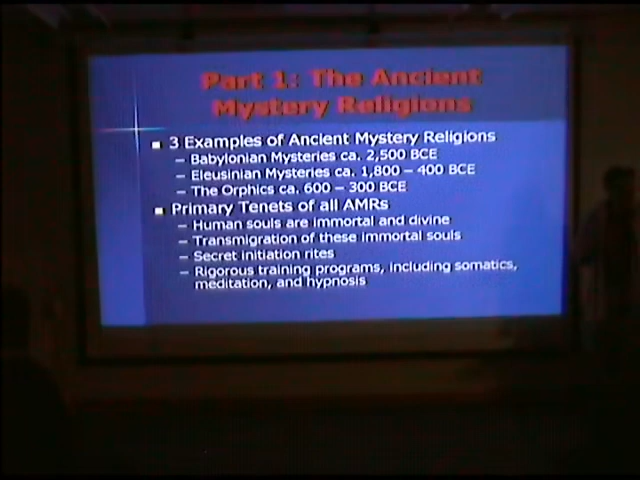 Part 1: The Ancient
Mystery Religions
3 Examples of Ancient Mystery Religions
– Babylonian Mysteries ca. 2,500 BCE
– Eleusinian Mysteries ca. 1,800 – 400 BCE
– The Orphics ca. 600 – 300 BCE
Primary Tenets of all AMRs
– Human souls are immortal and divine
– Transmigration of these immortal souls
– Secret initiation rites
– Rigorous training programs, including somatics,
meditation, and hypnosis